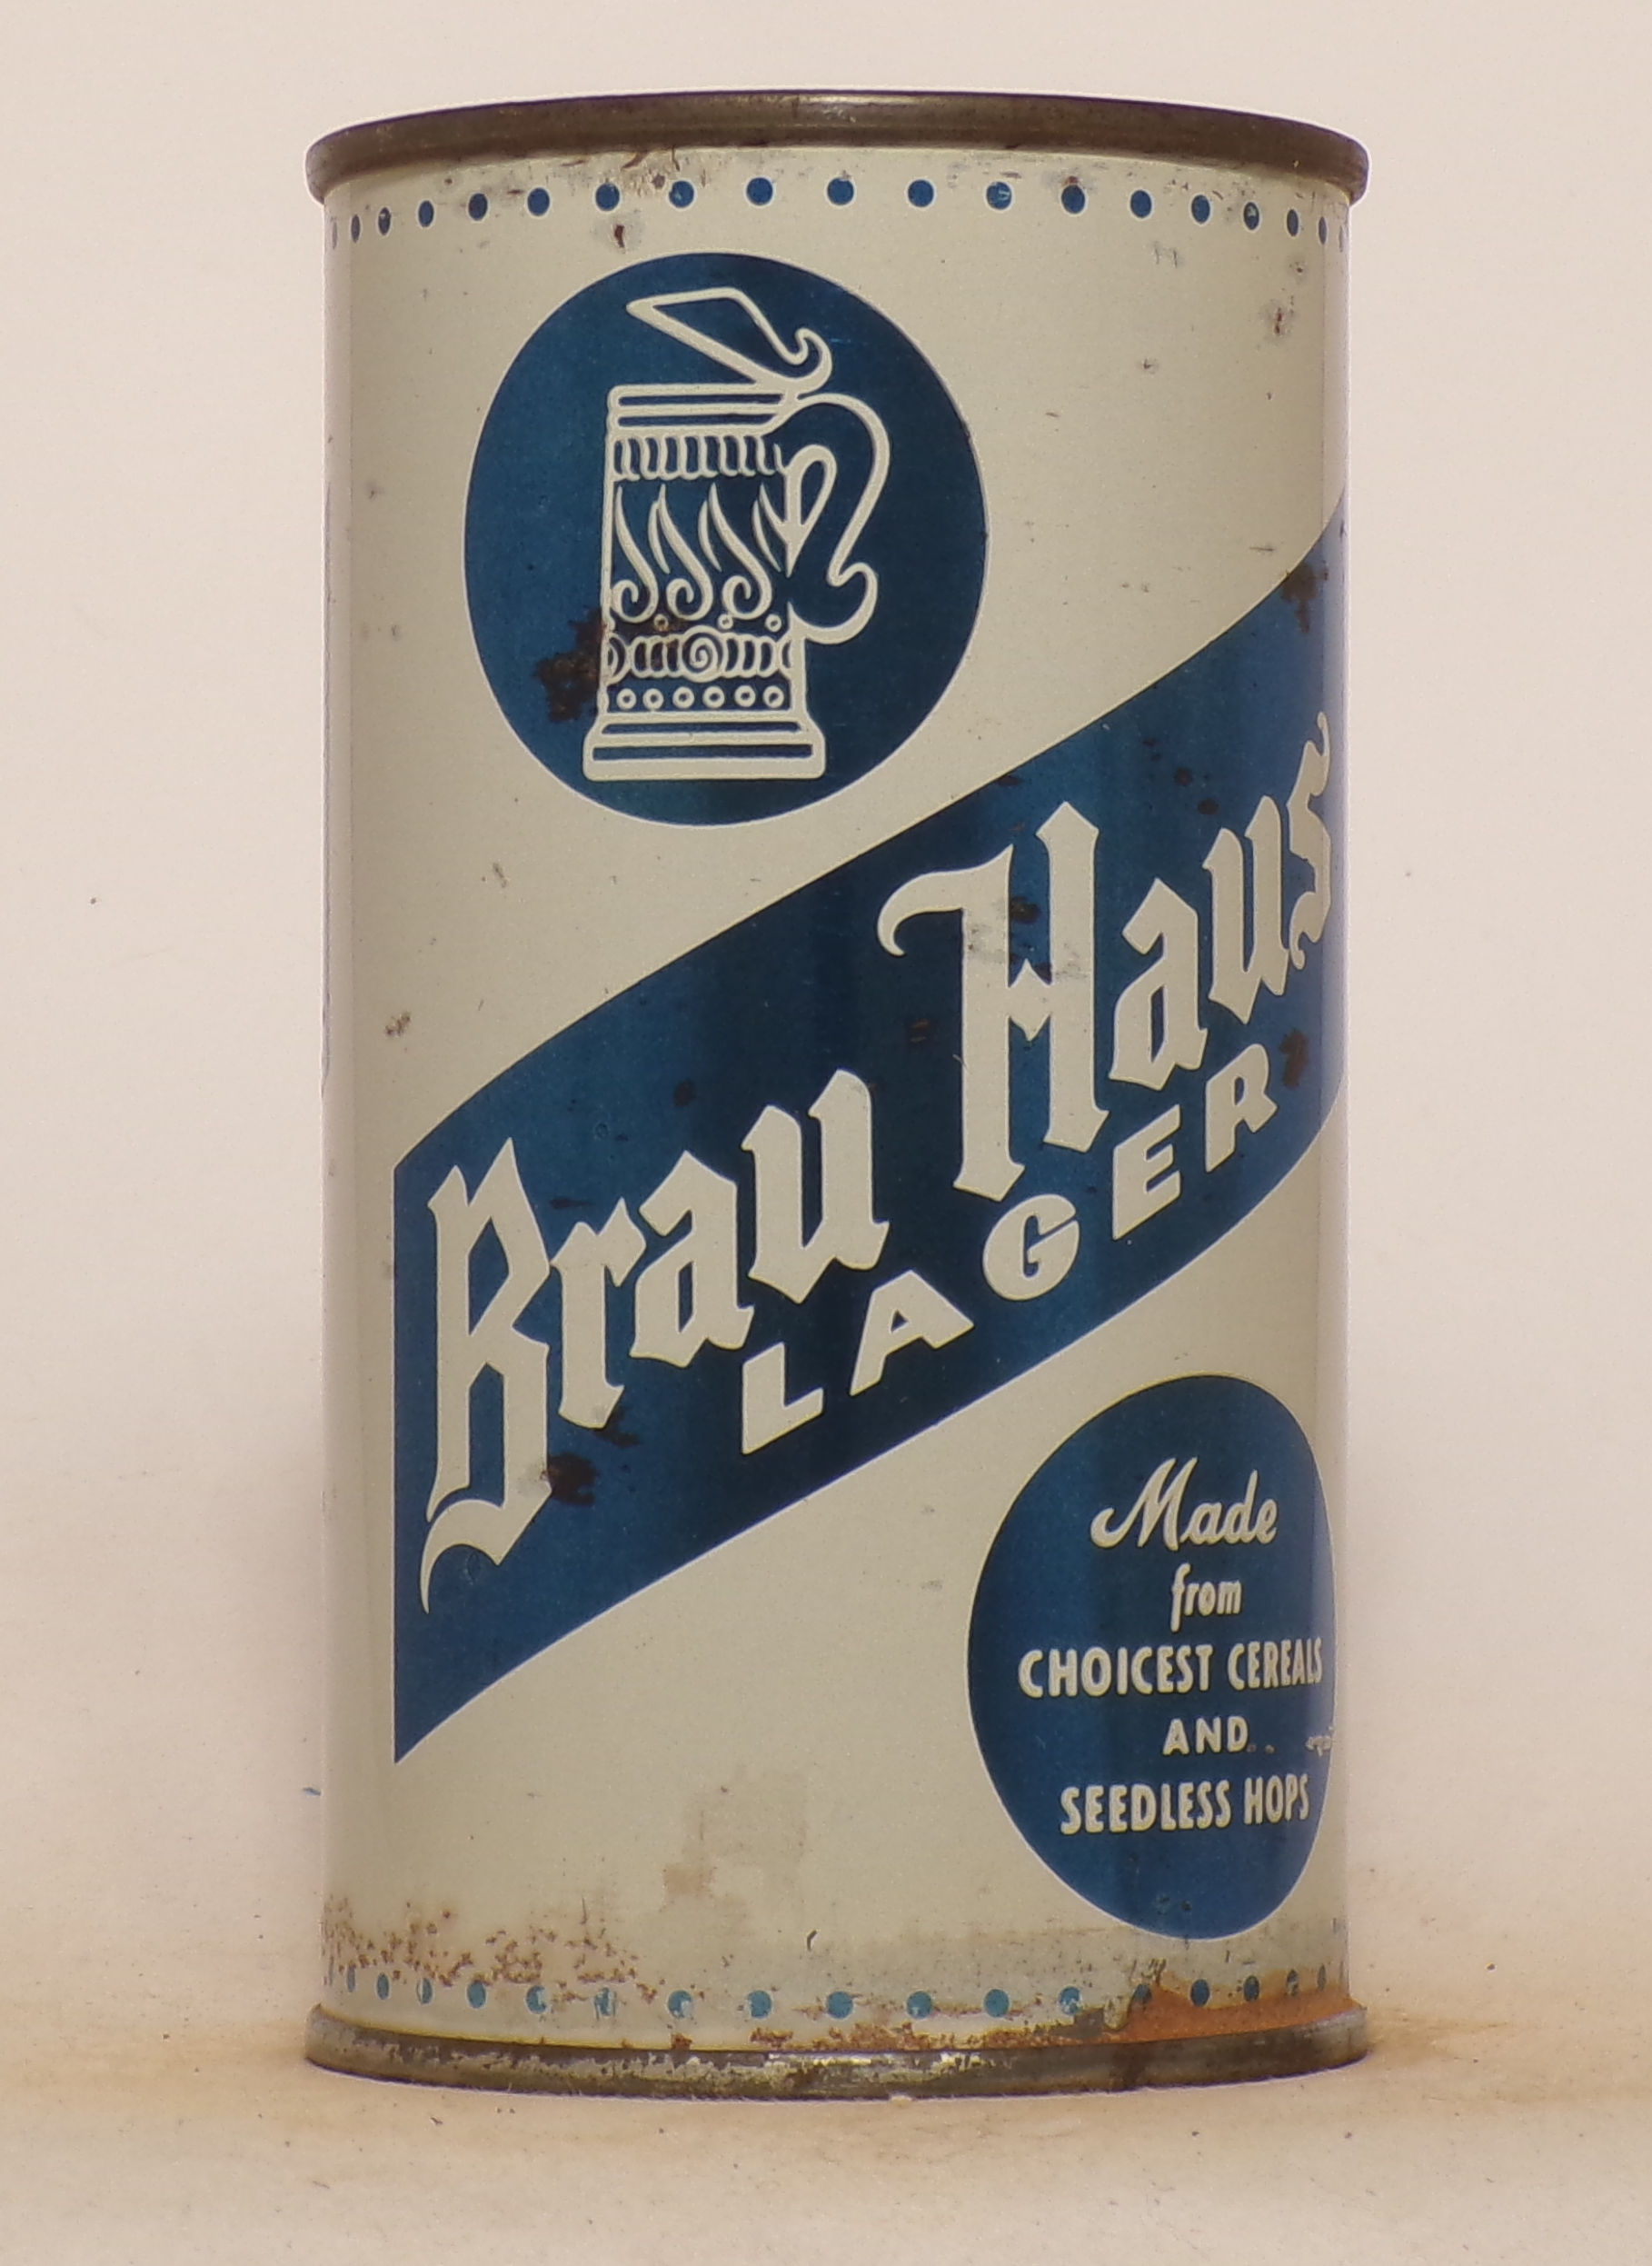 Brau Haus
LAGER
Made
from
CHOICEST CEREALS
AND
SEEDLESS HOPS